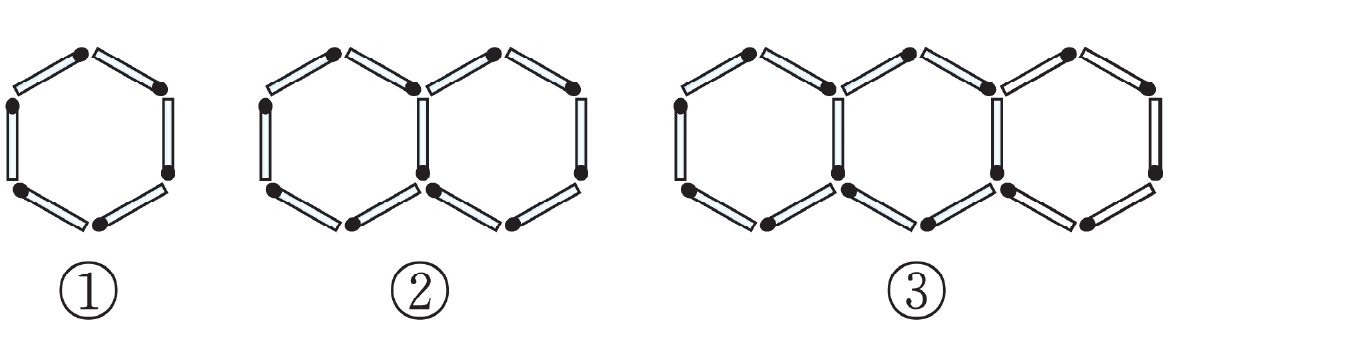 ① ② ③